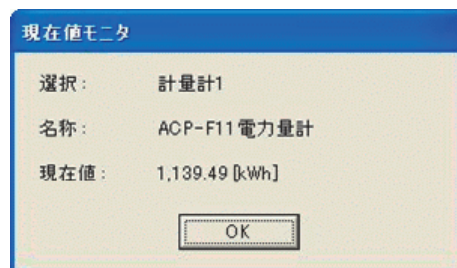 現在値モニタ
選択： 計量計1
名称： ACP-F11電力量計
現在値： 1,139.49 [kWh]
OK